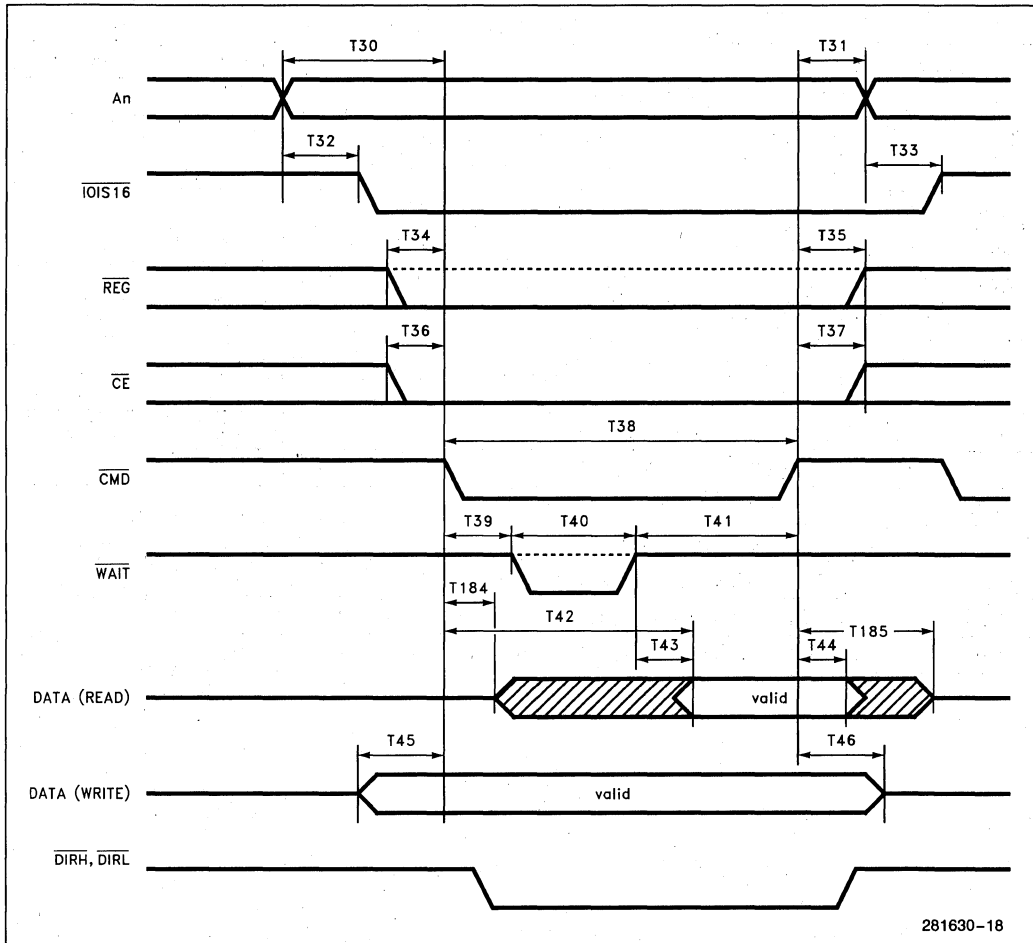 T30
T31
An
T32
T33
IOIS16
T34
T35
REG
T36
T37
CE
T38
CMD
T39
T40
T41
WAIT
T184
T42
T185
T43
T44
DATA (READ)
valid
T45
T46
DATA (WRITE)
valid
DIRH, DIRL
281630-18